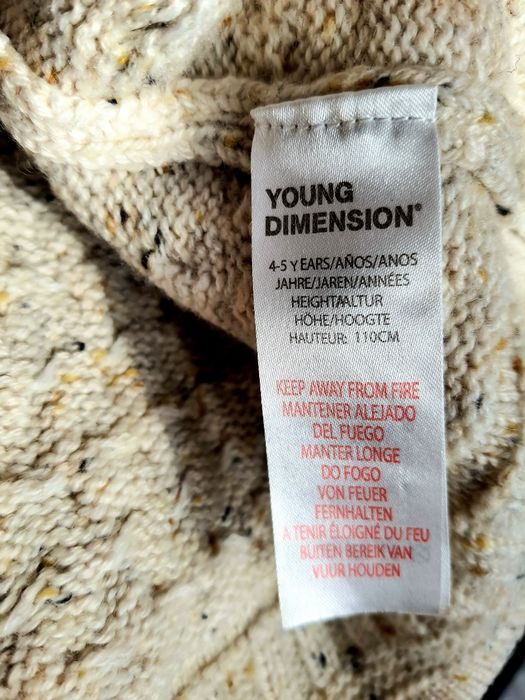 YOUNG
DIMENSION®
4-5 YEARS/AÑOS/ANOS
JAHRE/JAREN/ANNÉES
HEIGHT/ALTUR
HÖHE/HOOGTE
HAUTEUR: 110CM
KEEP AWAY FROM FIRE
MANTENER ALEJADO
DEL FUEGO
MANTER LONGE
DO FOGO
VON FEUER
FERNHALTEN
A TENIR ÉLOIGNÉ DU FEU
BUITEN BEREIK VAN
VUUR HOUDEN